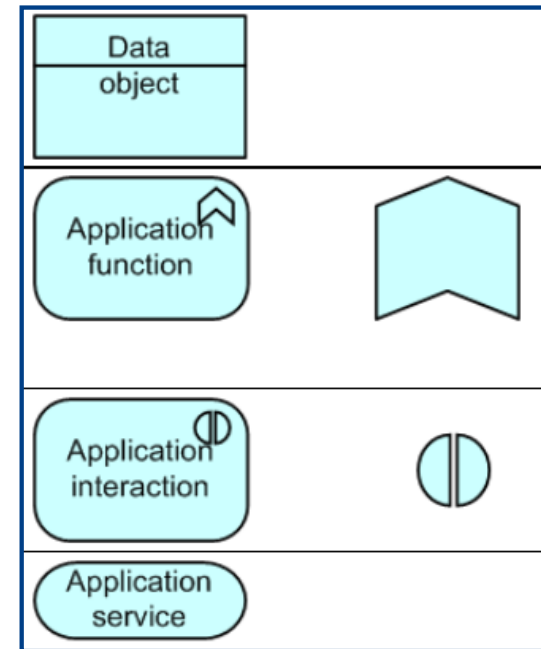 Data
object
Application
function
Application
interaction
Application
service